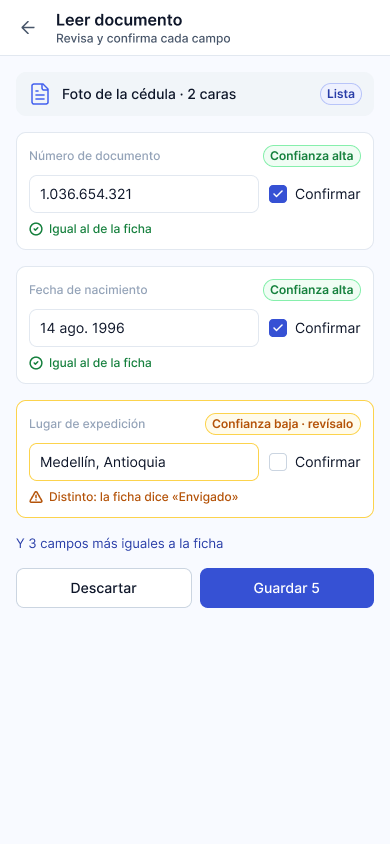 Leer documento
Revisa y confirma cada campo
Foto de la cédula · 2 caras
Lista
Número de documento
Confianza alta
1.036.654.321
Confirmar
Igual al de la ficha
Fecha de nacimiento
Confianza alta
14 ago. 1996
Confirmar
Igual al de la ficha
Lugar de expedición
Confianza baja · revísalo
Medellín, Antioquia
Confirmar
Distinto: la ficha dice «Envigado»
Y 3 campos más iguales a la ficha
Descartar
Guardar 5